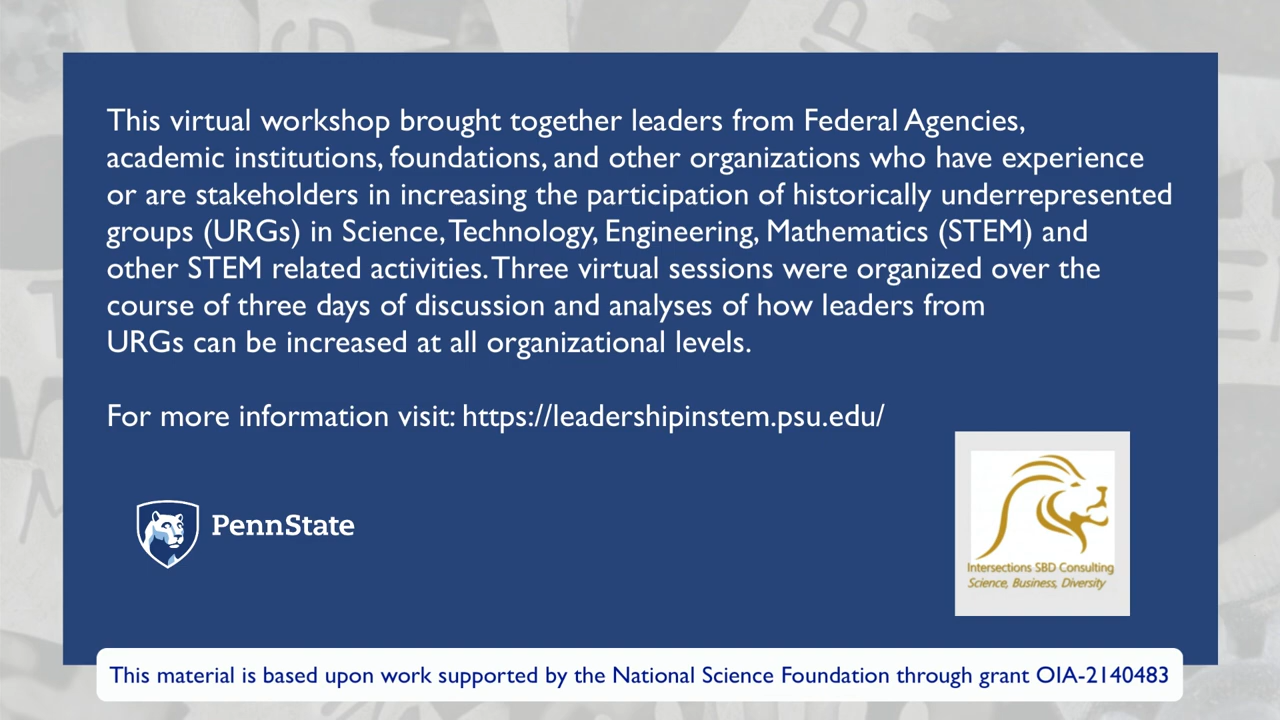 This virtual workshop brought together leaders from Federal Agencies,
academic institutions, foundations, and other organizations who have experience
or are stakeholders in increasing the participation of historically underrepresented
groups (URGs) in Science, Technology, Engineering, Mathematics (STEM) and
other STEM related activities. Three virtual sessions were organized over the
course of three days of discussion and analyses of how leaders from
URGs can be increased at all organizational levels.
For more information visit: https://leadershipinstem.psu.edu/
PennState
Intersections SBD Consulting
Science, Business, Diversity
This material is based upon work supported by the National Science Foundation through grant OIA-2140483